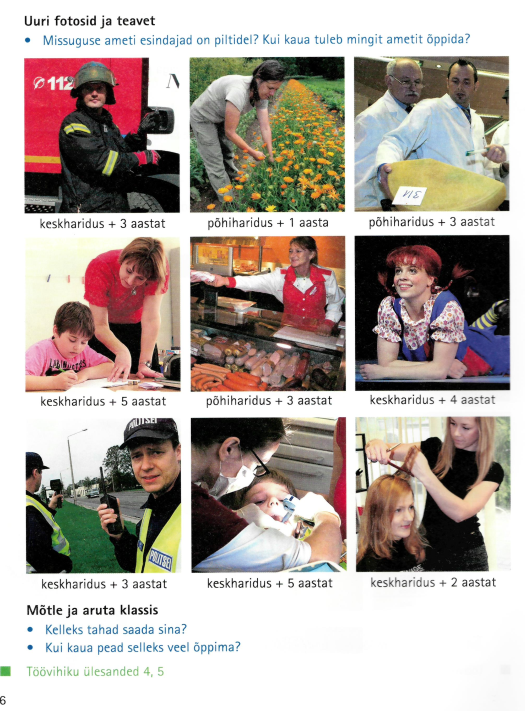 Uuri fotosid ja teavet
• Missuguse ameti esindajad on piltidel? Kui kaua tuleb mingit ametit õppida?
112
keskharidus + 3 aastat
põhiharidus + 1 aasta
põhiharidus + 3 aastat
keskharidus + 5 aastat
põhiharidus + 3 aastat
keskharidus + 4 aastat
POLITSEI
POLITSEI
keskharidus + 3 aastat
keskharidus + 5 aastat
keskharidus + 2 aastat
Mõtle ja aruta klassis
• Kelleks tahad saada sina?
• Kui kaua pead selleks veel õppima?
Töövihiku ülesanded 4, 5
6